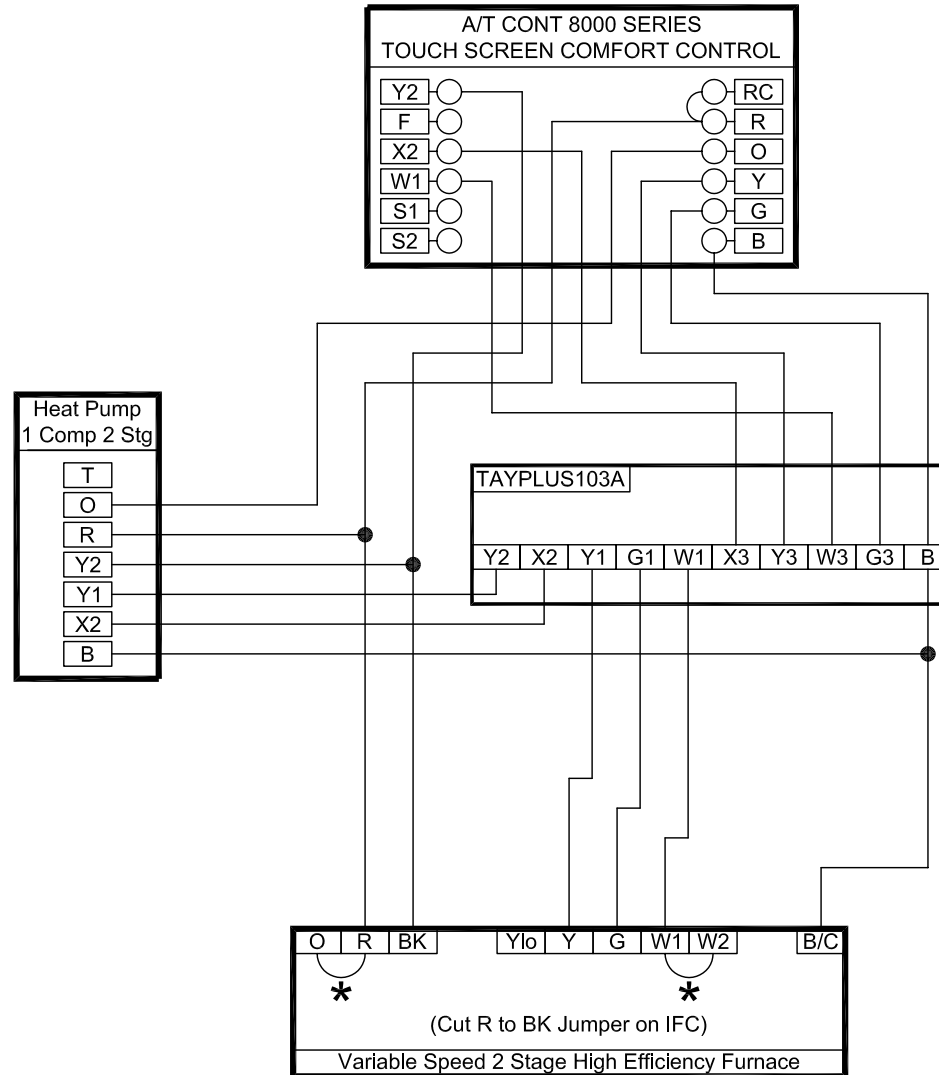 A/T CONT 8000 SERIES
TOUCH SCREEN COMFORT CONTROL
Y2
F
X2
W1
S1
S2
RC
R
O
Y
G
B
Heat Pump
1 Comp 2 Stg
T
O
R
Y2
Y1
X2
B
TAYPLUS103A
Y2 X2 Y1 G1 W1 X3 Y3 W3 G3 B
O R BK Ylo Y G W1 W2 B/C
* *
(Cut R to BK Jumper on IFC)
Variable Speed 2 Stage High Efficiency Furnace